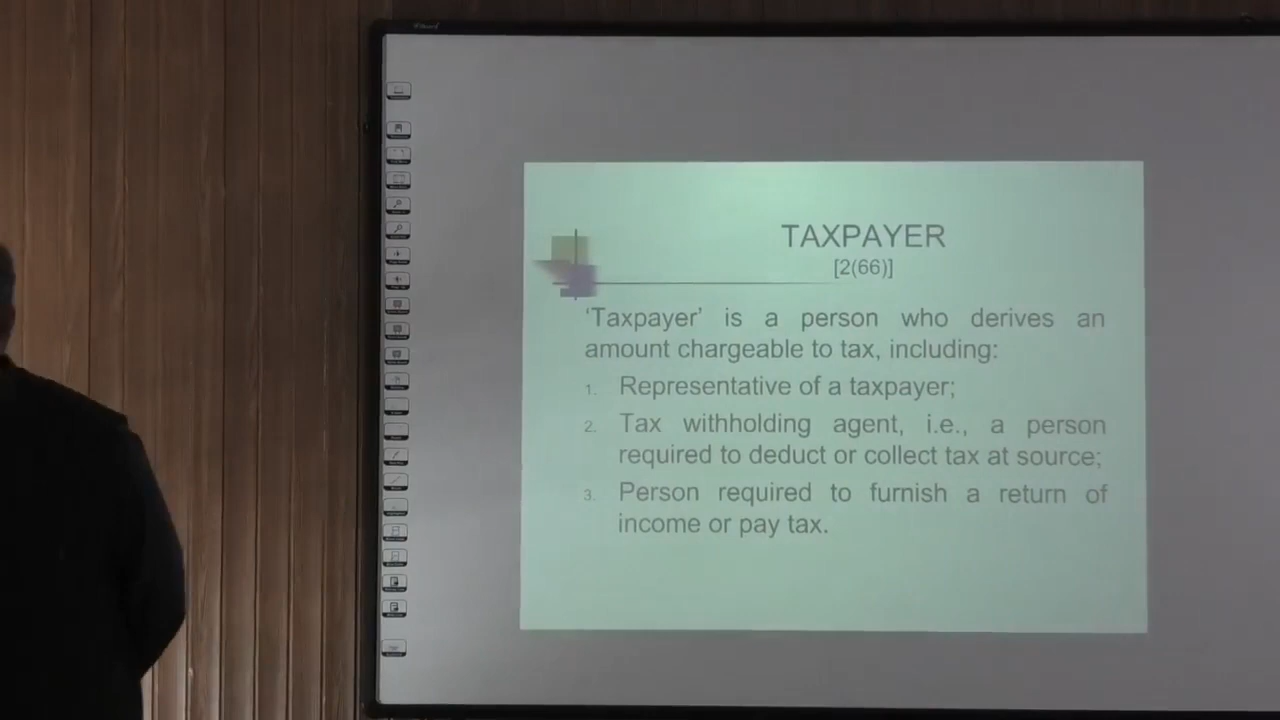 TAXPAYER
[2(66)]
‘Taxpayer’ is a person who derives an
amount chargeable to tax, including:
1. Representative of a taxpayer;
2. Tax withholding agent, i.e., a person
required to deduct or collect tax at source;
3. Person required to furnish a return of
income or pay tax.